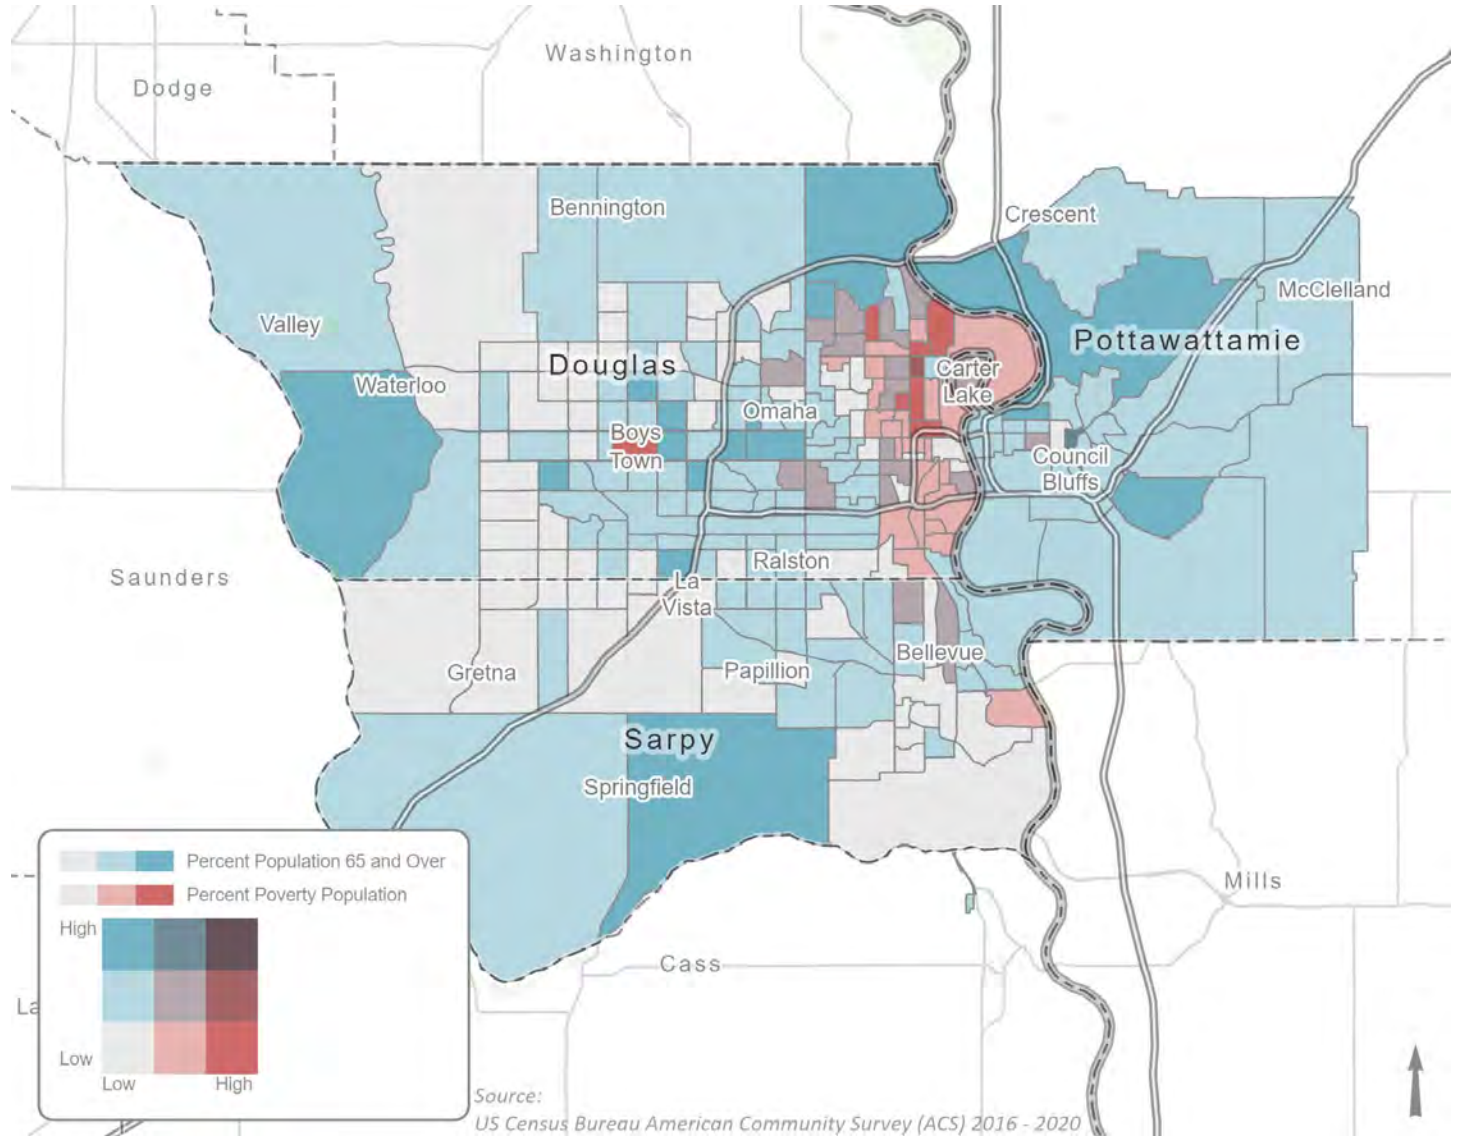 Washington
Dodge
Bennington
Crescent
McClelland
Valley
Pottawattamie
Douglas
Waterloo
Carter
Lake
Omaha
Boys
Town
Council
Bluffs
Ralston
Saunders
La
Vista
Bellevue
Gretna
Papillion
Sarpy
Springfield
Percent Population 65 and Over
Percent Poverty Population
High
Low
Low High
La
Mills
Cass
Source:
US Census Bureau American Community Survey (ACS) 2016 - 2020